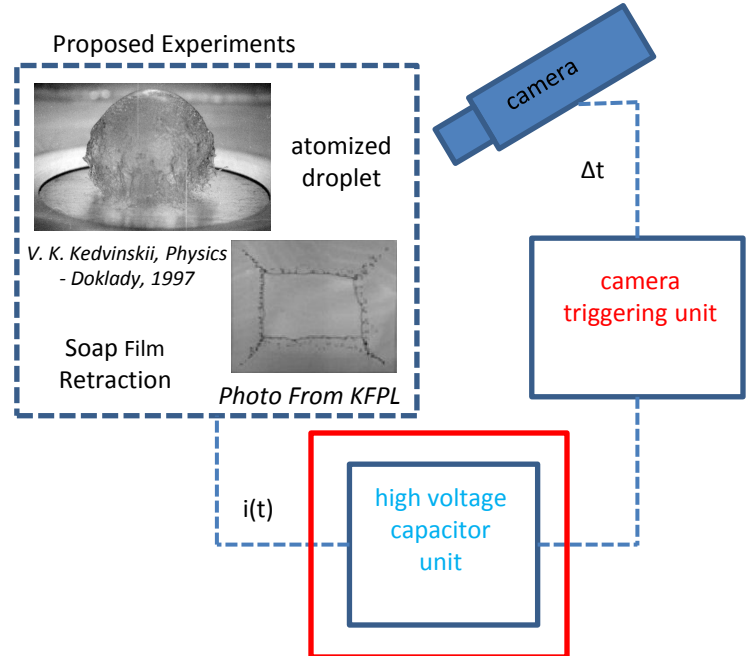 Proposed Experiments
atomized
droplet
V. K. Kedvinskii, Physics
- Doklady, 1997
Soap Film
Retraction
Photo From KFPL
camera
Δt
camera
triggering unit
i(t)
high voltage
capacitor
unit